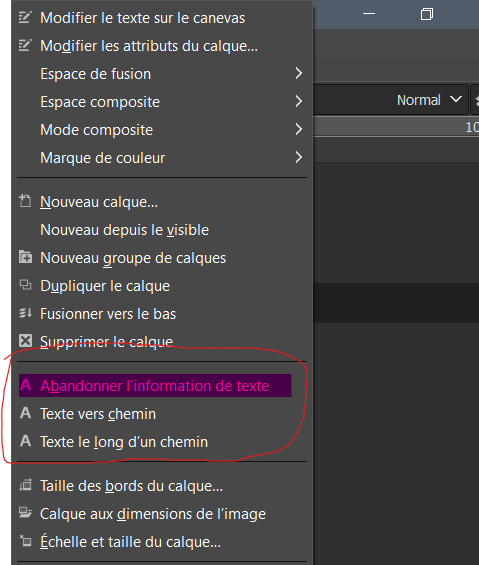 Modifier le texte sur le canevas
Modifier les attributs du calque...
Espace de fusion
Espace composite
Mode composite
Marque de couleur
Normal
10
Nouveau calque...
Nouveau depuis le visible
Nouveau groupe de calques
Dupliquer le calque
Fusionner vers le bas
Supprimer le calque
A Abandonner l'information de texte
A Texte vers chemin
A Texte le long d'un chemin
Taille des bords du calque...
Calque aux dimensions de l'image
Échelle et taille du calque...